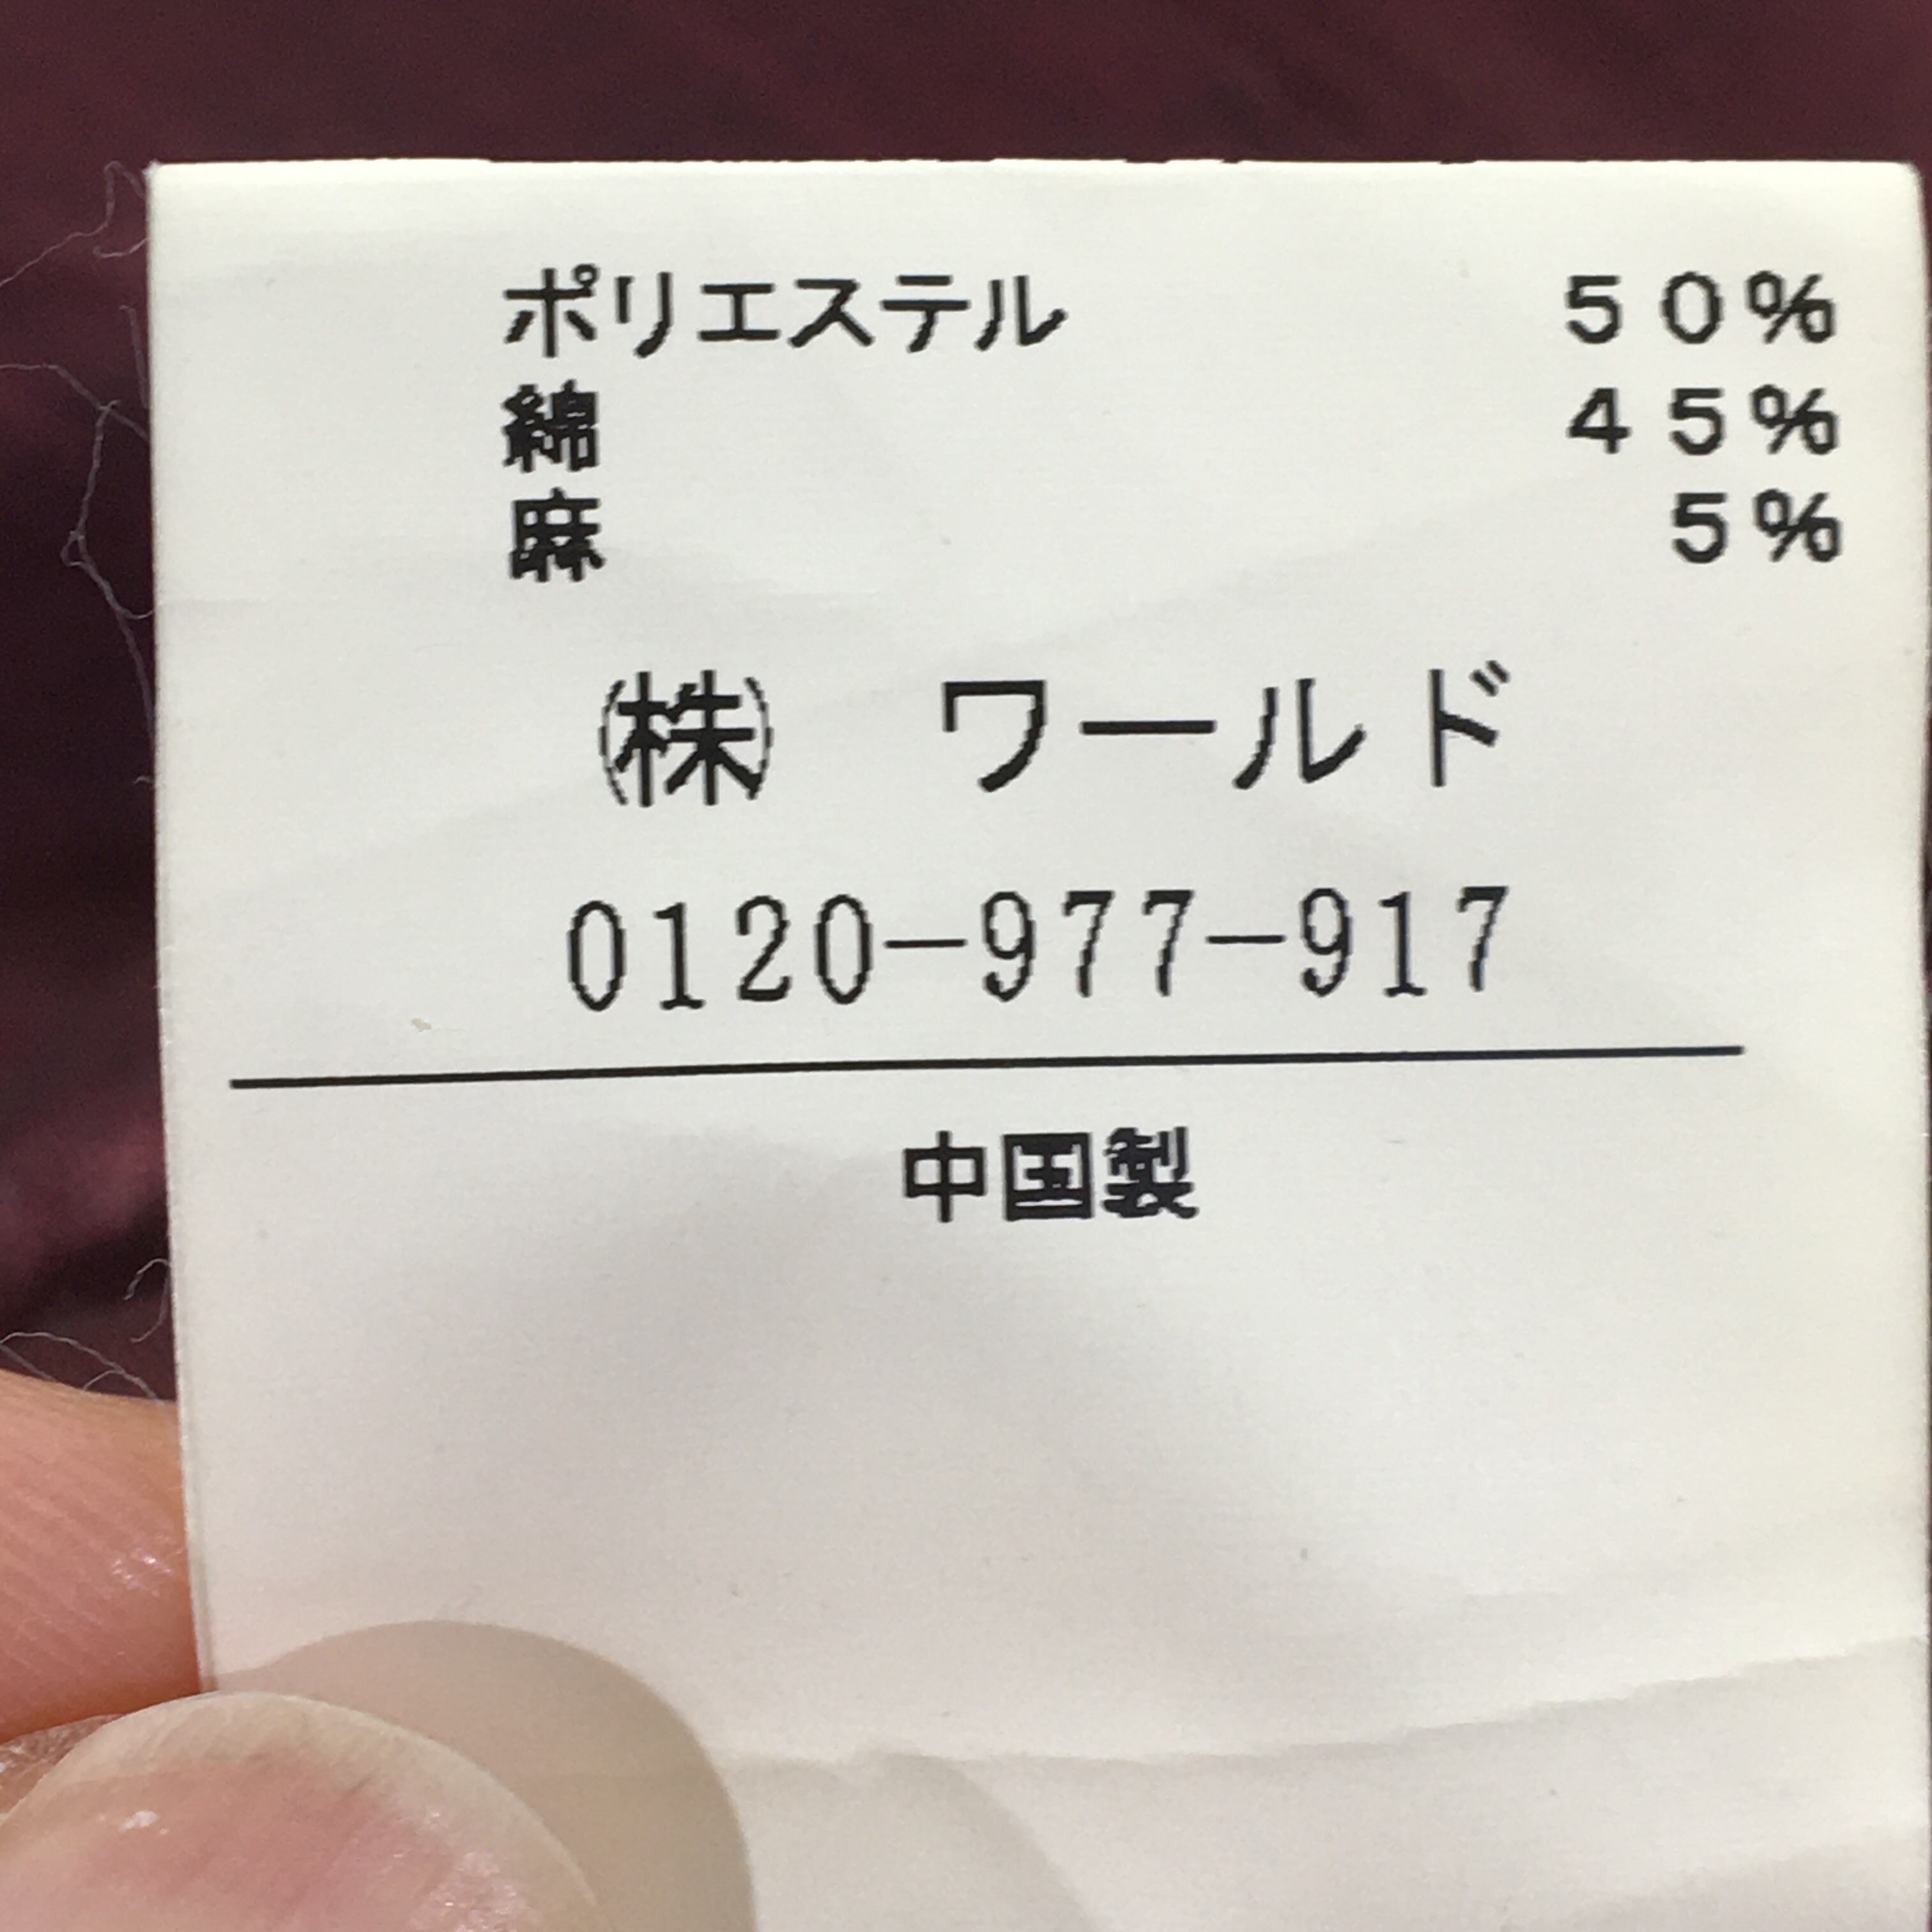 ポリエステル 50%
綿 45%
麻 5%
㈱ ワールド
0120-977-917
中国製